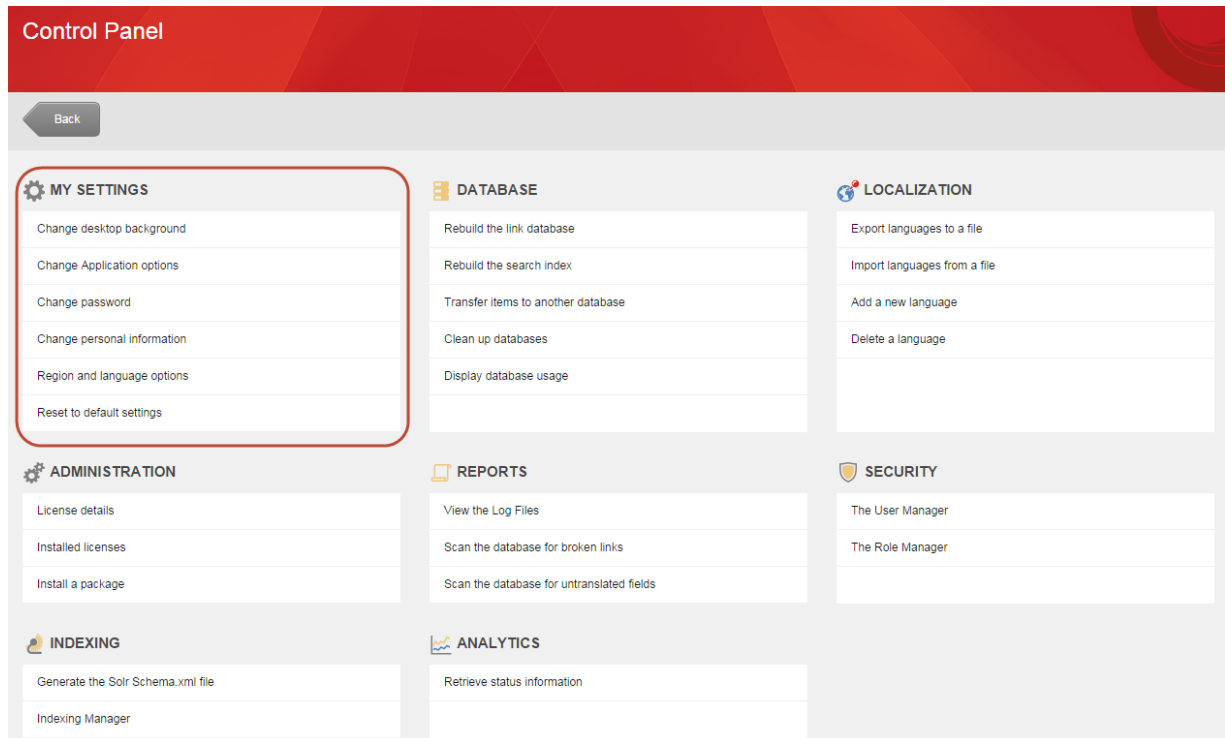 Control Panel
Back
MY SETTINGS
Change desktop background
Change Application options
Change password
Change personal information
Region and language options
Reset to default settings
DATABASE
Rebuild the link database
Rebuild the search index
Transfer items to another database
Clean up databases
Display database usage
LOCALIZATION
Export languages to a file
Import languages from a file
Add a new language
Delete a language
ADMINISTRATION
License details
Installed licenses
Install a package
REPORTS
View the Log Files
Scan the database for broken links
Scan the database for untranslated fields
SECURITY
The User Manager
The Role Manager
INDEXING
Generate the Solr Schema.xml file
Indexing Manager
ANALYTICS
Retrieve status information